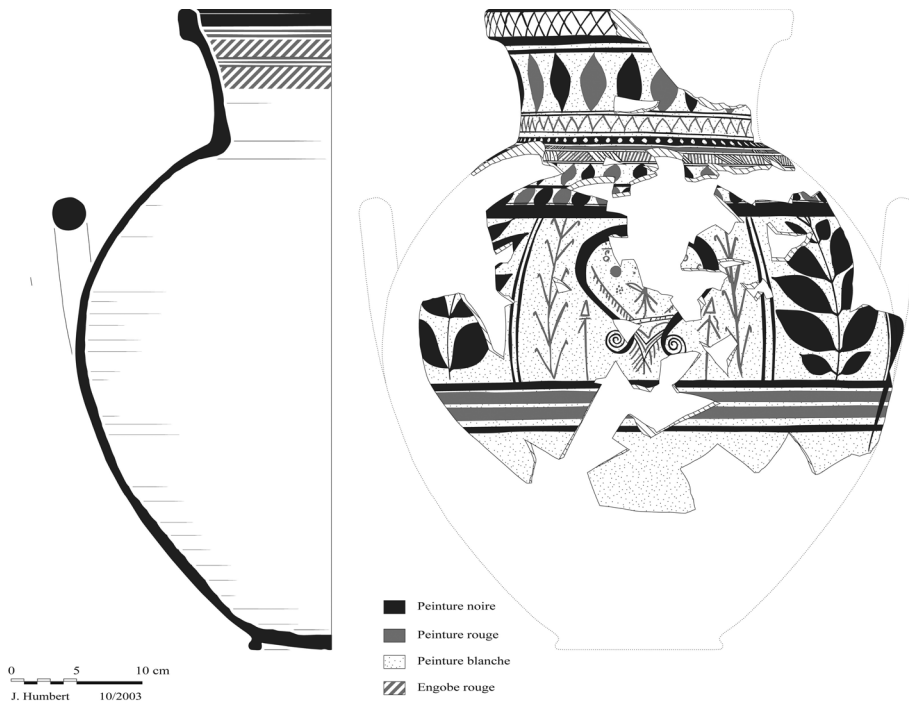 Peinture noire
Peinture rouge
Peinture blanche
Engobe rouge
0 5 10 cm
J. Humbert 10/2003